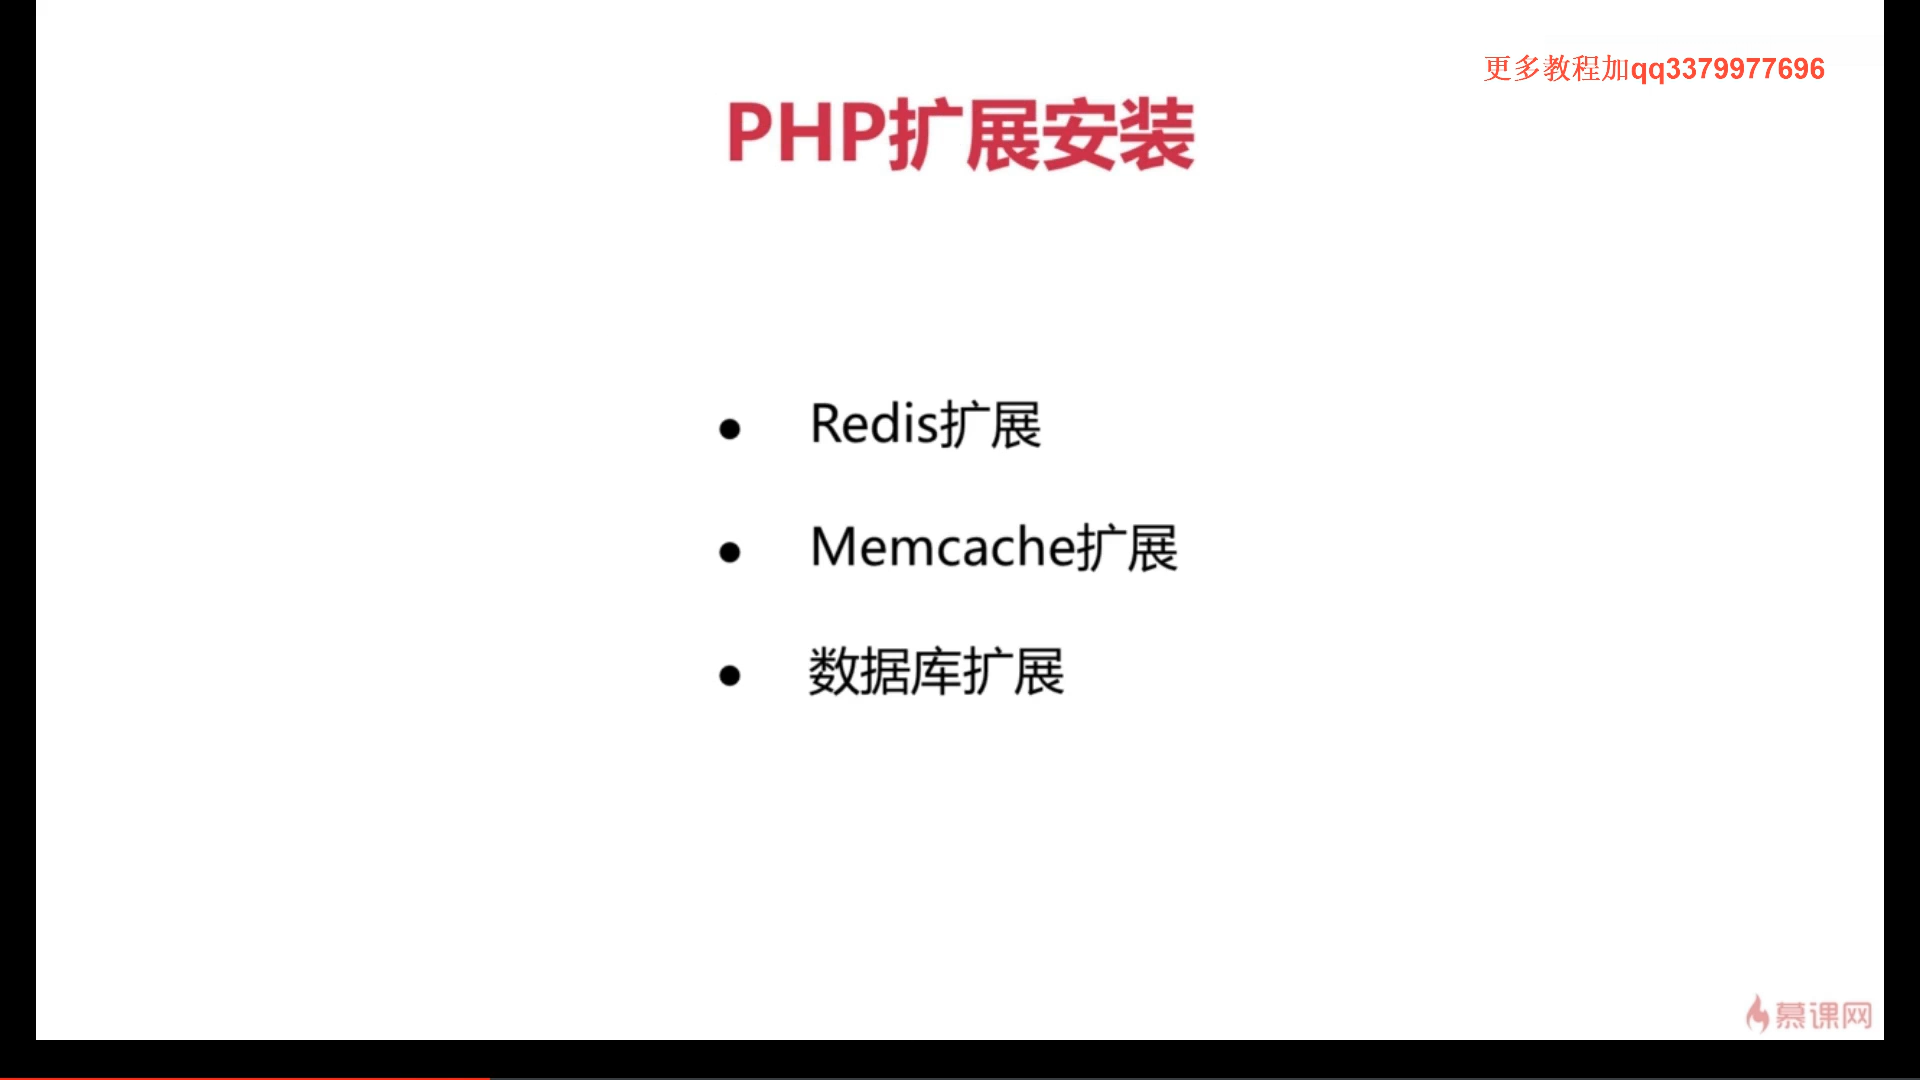 更多教程加qq3379977696
PHP扩展安装
● Redis扩展
● Memcache扩展
● 数据库扩展
慕课网